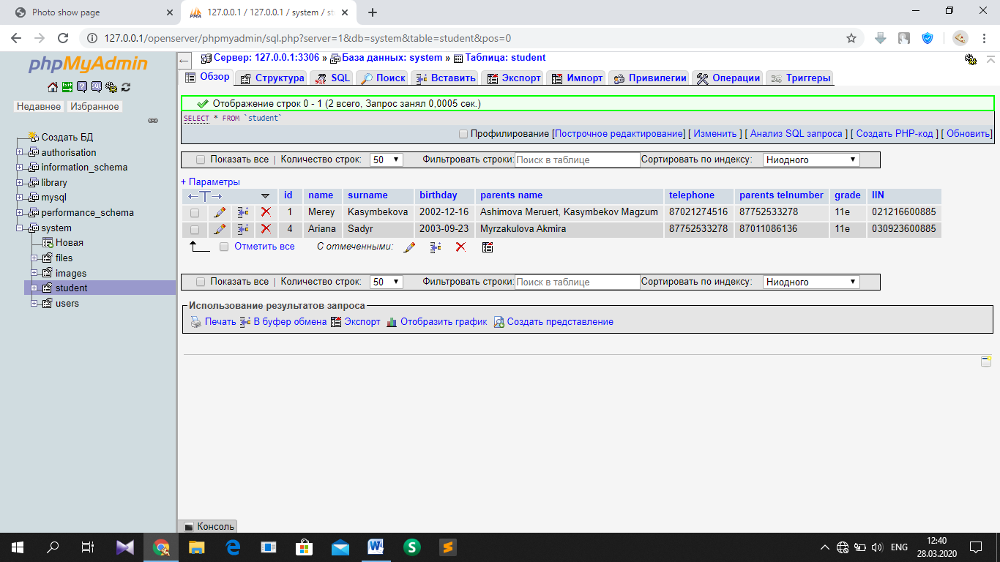 Photo show page
127.0.0.1 / 127.0.0.1 / system / st
127.0.0.1/openserver/phpmyadmin/sql.php?server=1&db=system&table=student&pos=0
phpMyAdmin
Недавнее Избранное
Создать БД
authorisation
information_schema
library
mysql
performance_schema
system
Новая
files
images
student
users
Сервер: 127.0.0.1:3306 » База данных: system » Таблица: student
Обзор Структура SQL Поиск Вставить Экспорт Импорт Привилегии Операции Триггеры
Отображение строк 0 - 1 (2 всего, Запрос занял 0,0005 сек.)
SELECT * FROM `student`
Профилирование [Построчное редактирование] [ Изменить ] [ Анализ SQL запроса ] [ Создать PHP-код ] [ Обновить]
Показать все | Количество строк: 50 Фильтровать строки: Поиск в таблице Сортировать по индексу: Ниодного
+ Параметры
id name surname birthday parents name telephone parents telnumber grade IIN
1 Merey Kasymbekova 2002-12-16 Ashimova Meruert, Kasymbekov Magzum 87021274516 87752533278 11e 021216600885
4 Ariana Sadyr 2003-09-23 Myrzakulova Akmira 87752533278 87011086136 11e 030923600885
Отметить все С отмеченными:
Показать все | Количество строк: 50 Фильтровать строки: Поиск в таблице Сортировать по индексу: Ниодного
Использование результатов запроса
Печать В буфер обмена Экспорт Отобразить график Создать представление
Консоль
ENG
12:40
28.03.2020